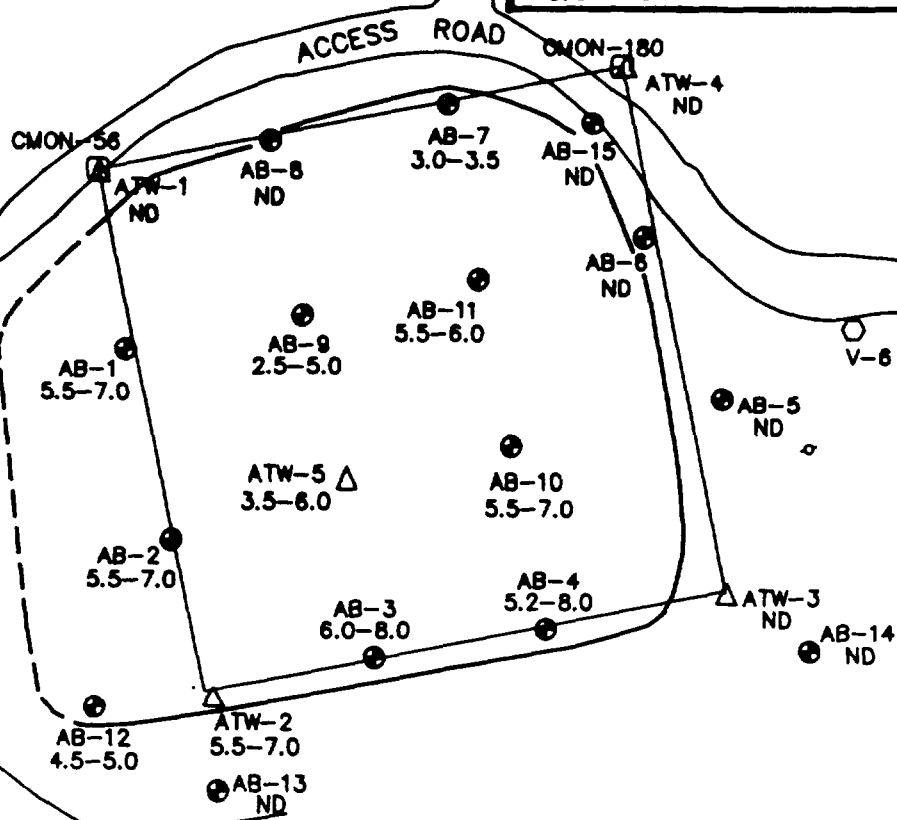 ACCESS ROAD
CMON-180
ATW-4
ND
AB-7
3.0-3.5
AB-15
ND
CMON-56
ATW-1
ND
AB-8
ND
AB-6
ND
AB-11
5.5-6.0
AB-9
2.5-5.0
AB-1
5.5-7.0
V-6
AB-5
ND
ATW-5
3.5-6.0
AB-10
5.5-7.0
AB-2
5.5-7.0
AB-4
5.2-8.0
AB-3
6.0-8.0
ATW-3
ND
AB-14
ND
ATW-2
5.5-7.0
AB-12
4.5-5.0
AB-13
ND